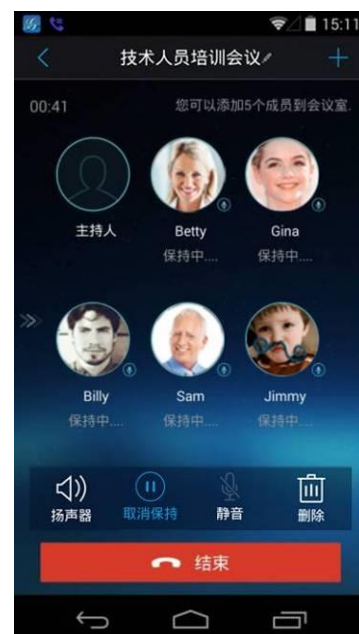 15:11
技术人员培训会议
00:41 您可以添加5个成员到会议室.
主持人 Betty Gina
保持中.... 保持中....
Billy Sam Jimmy
保持中.... 保持中.... 保持中....
扬声器 取消保持 静音 删除
结束